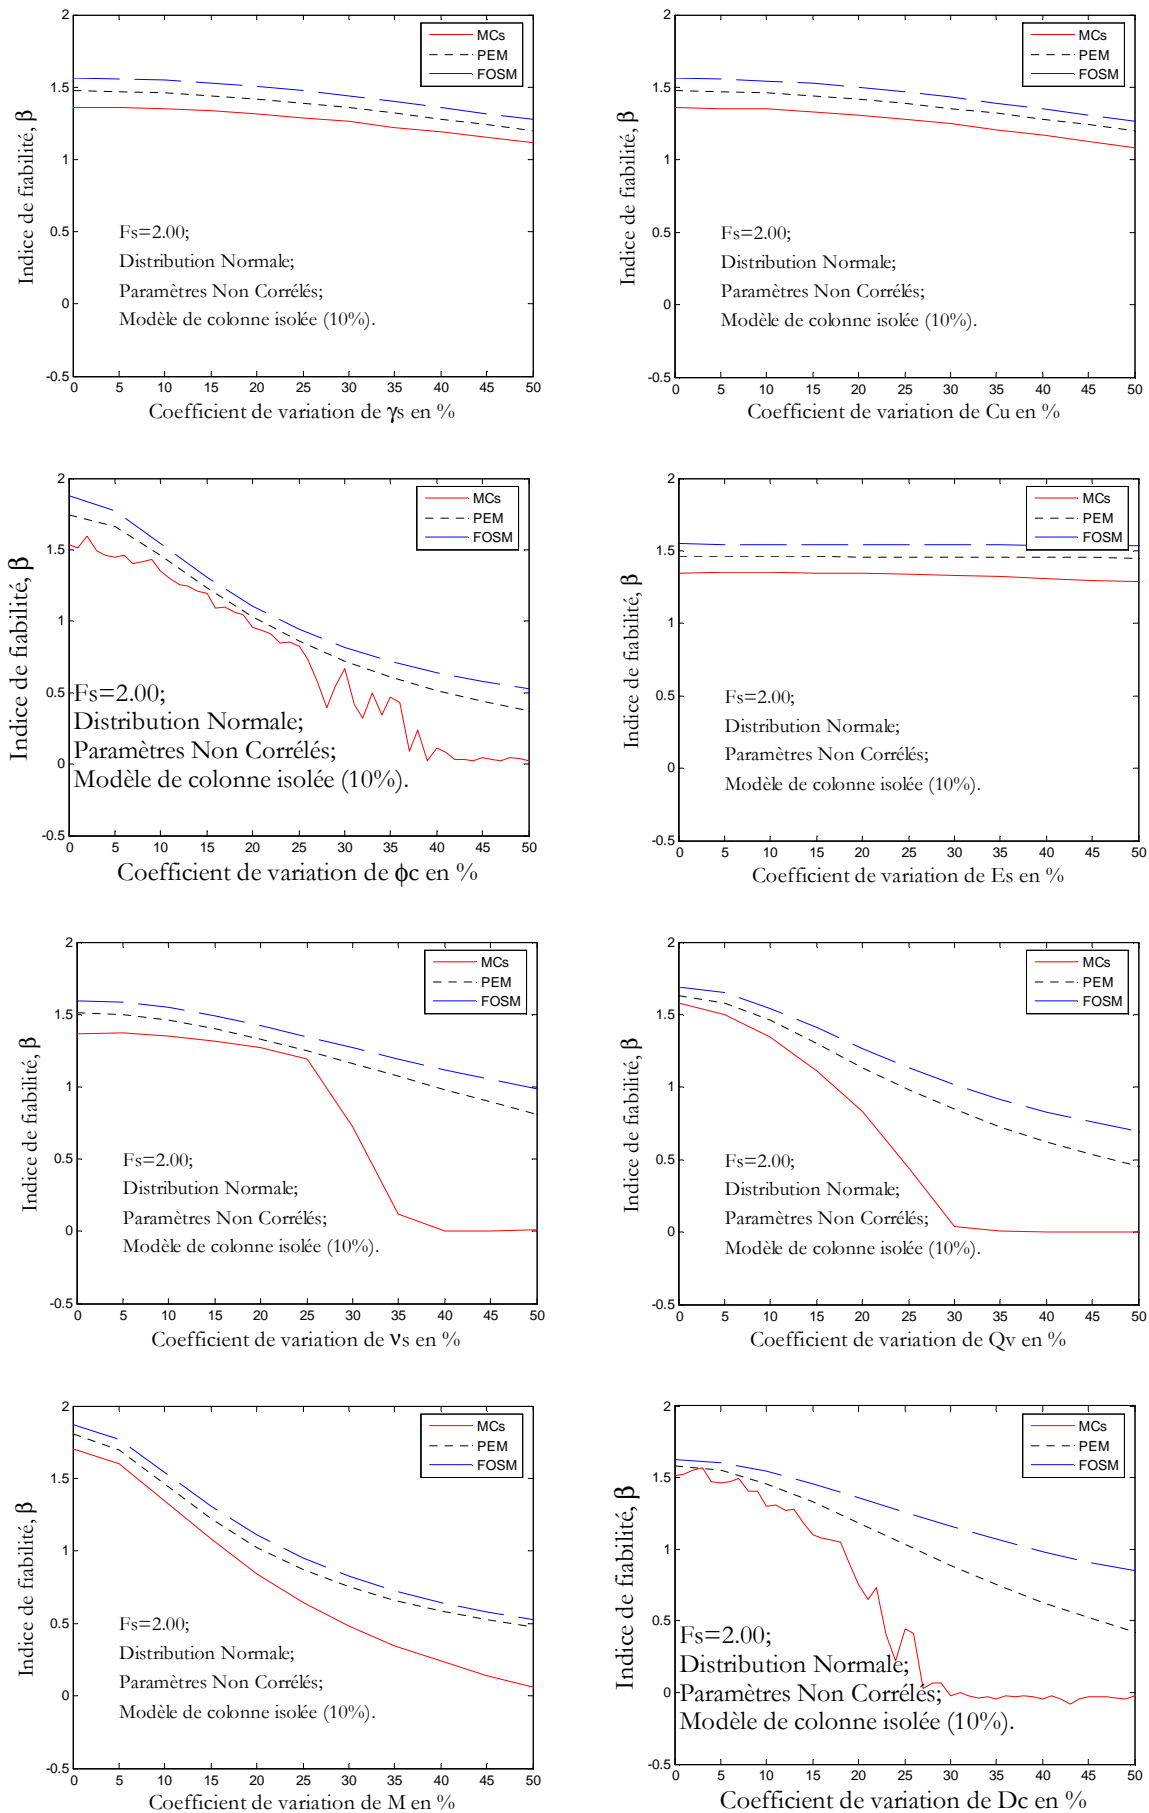 2
1.5
1
0.5
0
-0.5
Indice de fiabilité, β
MCs
PEM
FOSM
Fs=2.00;
Distribution Normale;
Paramètres Non Corrélés;
Modèle de colonne isolée (10%).
0 5 10 15 20 25 30 35 40 45 50
Coefficient de variation de γs en %
2
1.5
1
0.5
0
-0.5
Indice de fiabilité, β
MCs
PEM
FOSM
Fs=2.00;
Distribution Normale;
Paramètres Non Corrélés;
Modèle de colonne isolée (10%).
0 5 10 15 20 25 30 35 40 45 50
Coefficient de variation de Cu en %
2
1.5
1
0.5
0
-0.5
Indice de fiabilité, β
MCs
PEM
FOSM
Fs=2.00;
Distribution Normale;
Paramètres Non Corrélés;
Modèle de colonne isolée (10%).
0 5 10 15 20 25 30 35 40 45 50
Coefficient de variation de ϕc en %
2
1.5
1
0.5
0
-0.5
Indice de fiabilité, β
MCs
PEM
FOSM
Fs=2.00;
Distribution Normale;
Paramètres Non Corrélés;
Modèle de colonne isolée (10%).
0 5 10 15 20 25 30 35 40 45 50
Coefficient de variation de Es en %
2
1.5
1
0.5
0
-0.5
Indice de fiabilité, β
MCs
PEM
FOSM
Fs=2.00;
Distribution Normale;
Paramètres Non Corrélés;
Modèle de colonne isolée (10%).
0 5 10 15 20 25 30 35 40 45 50
Coefficient de variation de νs en %
2
1.5
1
0.5
0
-0.5
Indice de fiabilité, β
MCs
PEM
FOSM
Fs=2.00;
Distribution Normale;
Paramètres Non Corrélés;
Modèle de colonne isolée (10%).
0 5 10 15 20 25 30 35 40 45 50
Coefficient de variation de Qv en %
2
1.5
1
0.5
0
-0.5
Indice de fiabilité, β
MCs
PEM
FOSM
Fs=2.00;
Distribution Normale;
Paramètres Non Corrélés;
Modèle de colonne isolée (10%).
0 5 10 15 20 25 30 35 40 45 50
Coefficient de variation de M en %
2
1.5
1
0.5
0
-0.5
Indice de fiabilité, β
MCs
PEM
FOSM
Fs=2.00;
Distribution Normale;
Paramètres Non Corrélés;
Modèle de colonne isolée (10%).
0 5 10 15 20 25 30 35 40 45 50
Coefficient de variation de Dc en %